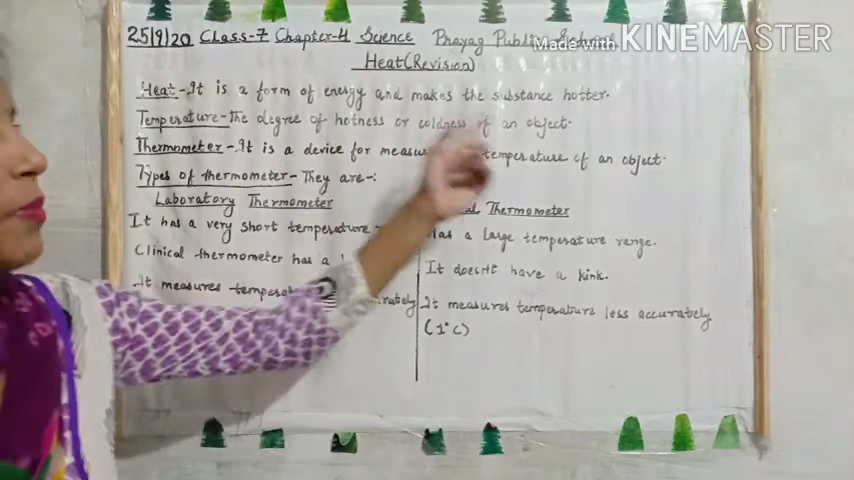 25/9/20 Class-7 Chapter-4 Science Prayag Public School
Made with KINEMASTER
Heat (Revision)
Heat - It is a form of energy and makes the substance hotter.
Temperature - The degree of hotness or coldness of an object.
Thermometer - It is a device for temperature of an object.
Types of thermometer - They are -:
Laboratory Thermometer
It has a very short temperature
Clinical thermometer has a
It measures
Thermometer
Has a large temperature range.
It doesn't have a kink.
It measures temperature less accurately
(1°C)